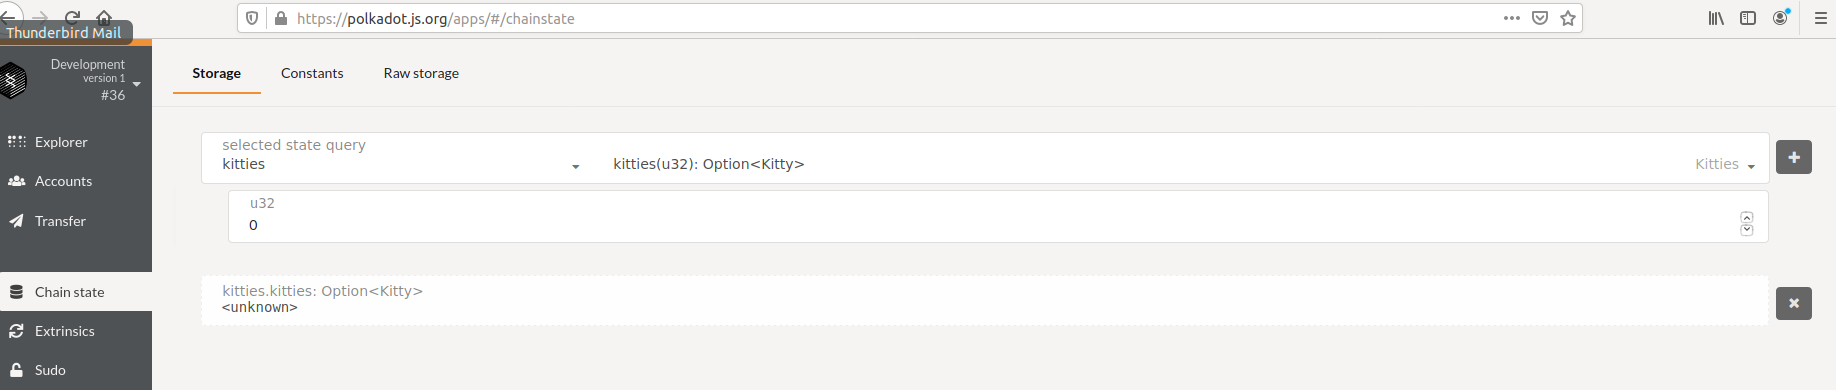 https://polkadot.js.org/apps/#/chainstate
Thunderbird Mail
Development
version 1
#36
Storage
Constants
Raw storage
Explorer
Accounts
Transfer
Chain state
Extrinsics
Sudo
selected state query
kitties
kitties(u32): Option<Kitty>
Kitties
u32
0
kitties.kitties: Option<Kitty>
<unknown>